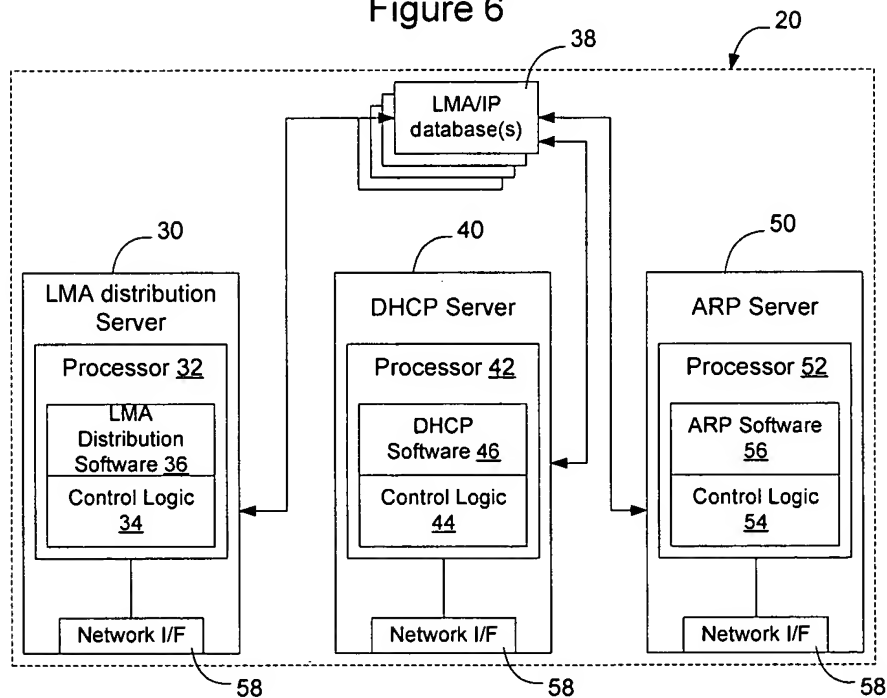 Figure 6
20
38
LMA/IP
database(s)
30
40
50
LMA distribution
Server
Processor 32
LMA
Distribution
Software 36
Control Logic
34
Network I/F
58
DHCP Server
Processor 42
DHCP
Software 46
Control Logic
44
Network I/F
58
ARP Server
Processor 52
ARP Software
56
Control Logic
54
Network I/F
58